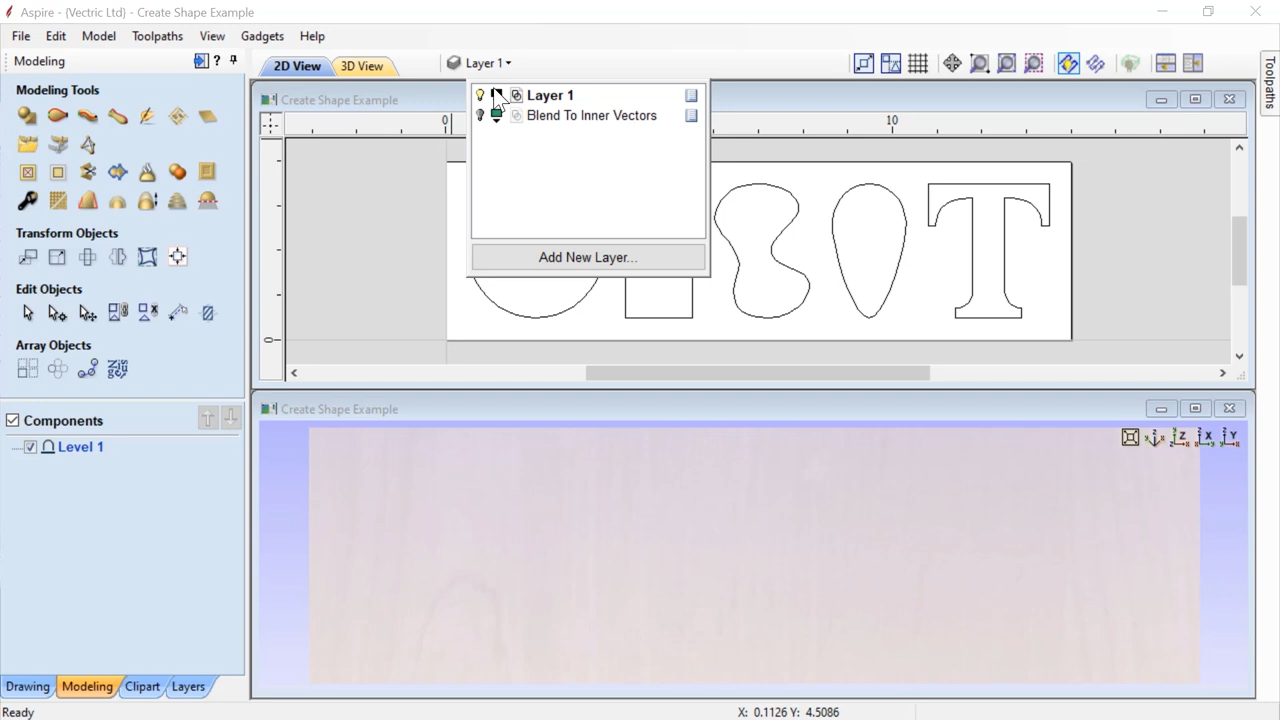 Aspire - {Vectric Ltd} - Create Shape Example
File Edit Model Toolpaths View Gadgets Help
Modeling ?
2D View 3D View Layer 1
Toolpaths
Modeling Tools
Layer 1
Blend To Inner Vectors
Add New Layer...
Create Shape Example
0 10
0
Transform Objects
Edit Objects
Array Objects
Components
Level 1
Create Shape Example
Z X Y
Drawing Modeling Clipart Layers
Ready X: 0.1126 Y: 4.5086